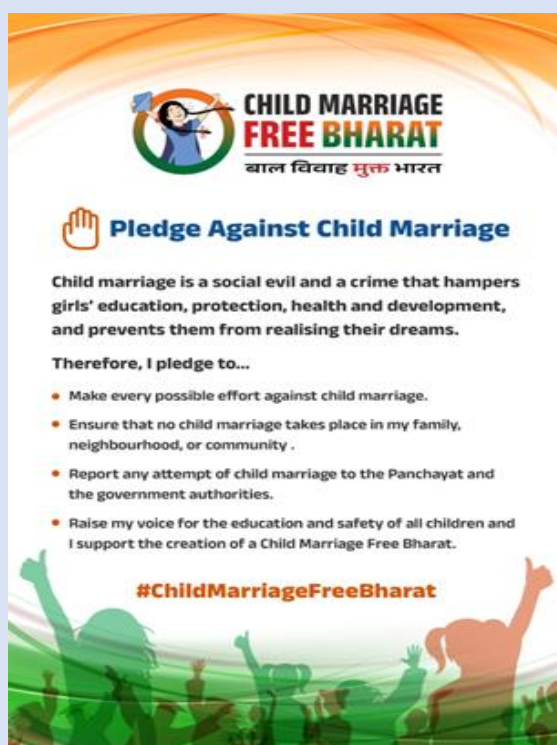 CHILD MARRIAGE
FREE BHARAT
बाल विवाह मुक्त भारत
Pledge Against Child Marriage
Child marriage is a social evil and a crime that hampers
girls' education, protection, health and development,
and prevents them from realising their dreams.
Therefore, I pledge to...
• Make every possible effort against child marriage.
• Ensure that no child marriage takes place in my family,
neighbourhood, or community .
• Report any attempt of child marriage to the Panchayat and
the government authorities.
• Raise my voice for the education and safety of all children and
I support the creation of a Child Marriage Free Bharat.
#ChildMarriageFreeBharat